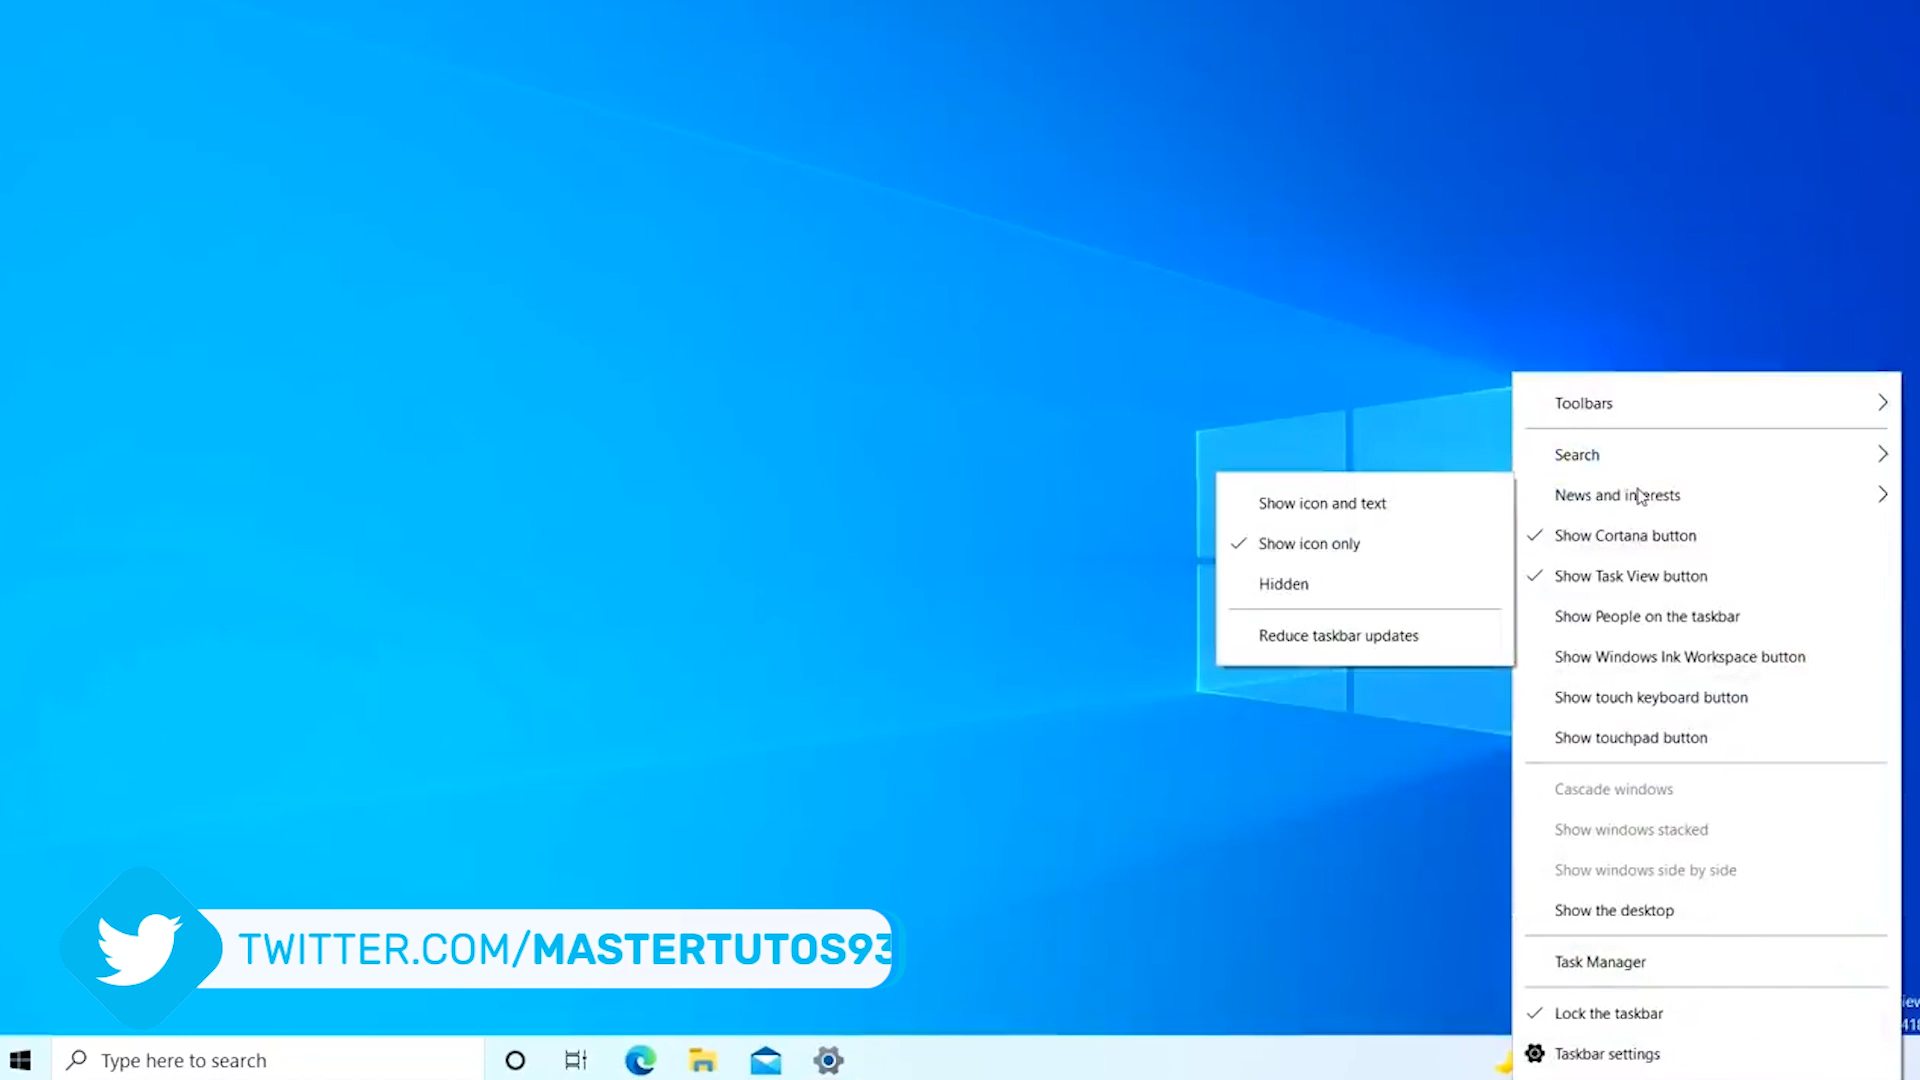 Toolbars
Search
News and interests
Show Cortana button
Show Task View button
Show People on the taskbar
Show Windows Ink Workspace button
Show touch keyboard button
Show touchpad button
Cascade windows
Show windows stacked
Show windows side by side
Show the desktop
Task Manager
Lock the taskbar
Taskbar settings
Show icon and text
Show icon only
Hidden
Reduce taskbar updates
TWITTER.COM/MASTERTUTOS93
Type here to search